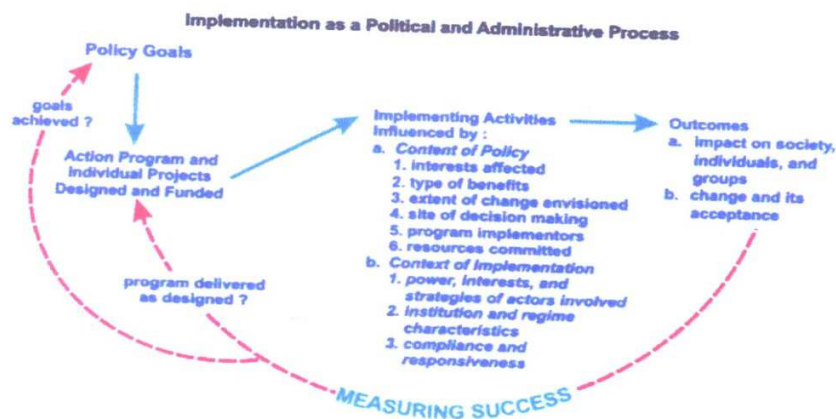 Implementation as a Political and Administrative Process
Policy Goals
goals
achieved ?
Action Program and
Individual Projects
Designed and Funded
program delivered
as designed ?
Implementing Activities
Influenced by :
a. Content of Policy
1. interests affected
2. type of benefits
3. extent of change envisioned
4. site of decision making
5. program implementors
6. resources committed
b. Context of Implementation
1. power, interests, and
strategies of actors involved
2. institution and regime
characteristics
3. compliance and
responsiveness
Outcomes
a. impact on society,
individuals, and
groups
b. change and its
acceptance
MEASURING SUCCESS